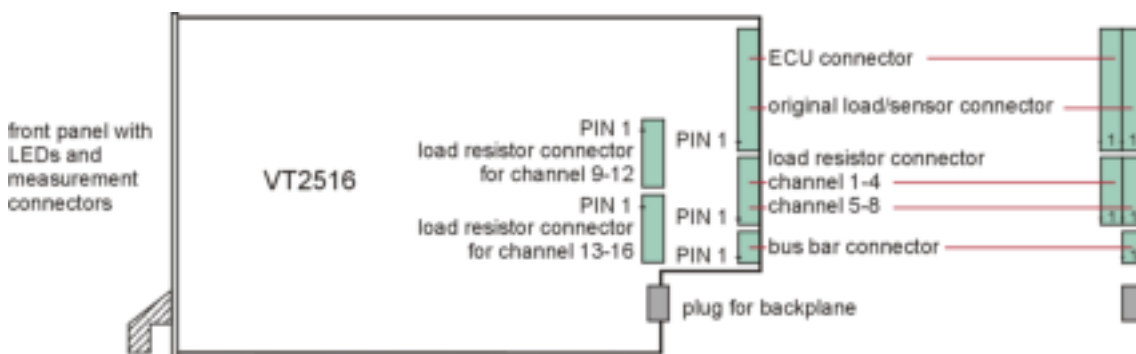 front panel with
LEDs and
measurement
connectors
VT2516
PIN 1
load resistor connector
for channel 9-12
PIN 1
load resistor connector
for channel 13-16
PIN 1
PIN 1
PIN 1
ECU connector
original load/sensor connector
load resistor connector
channel 1-4
channel 5-8
bus bar connector
plug for backplane
1 1
1 1
1